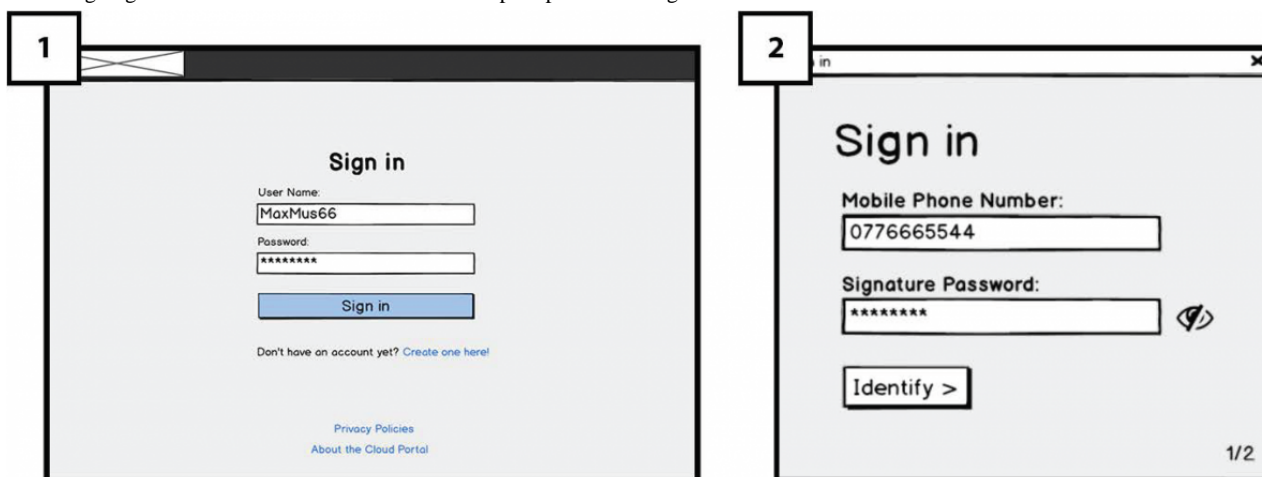 1
Sign in
User Name:
MaxMus66
Password:
********
Sign in
Don't have an account yet? Create one here!
Privacy Policies
About the Cloud Portal
2
in
Sign in
Mobile Phone Number:
0776665544
Signature Password:
********
Identify >
1/2